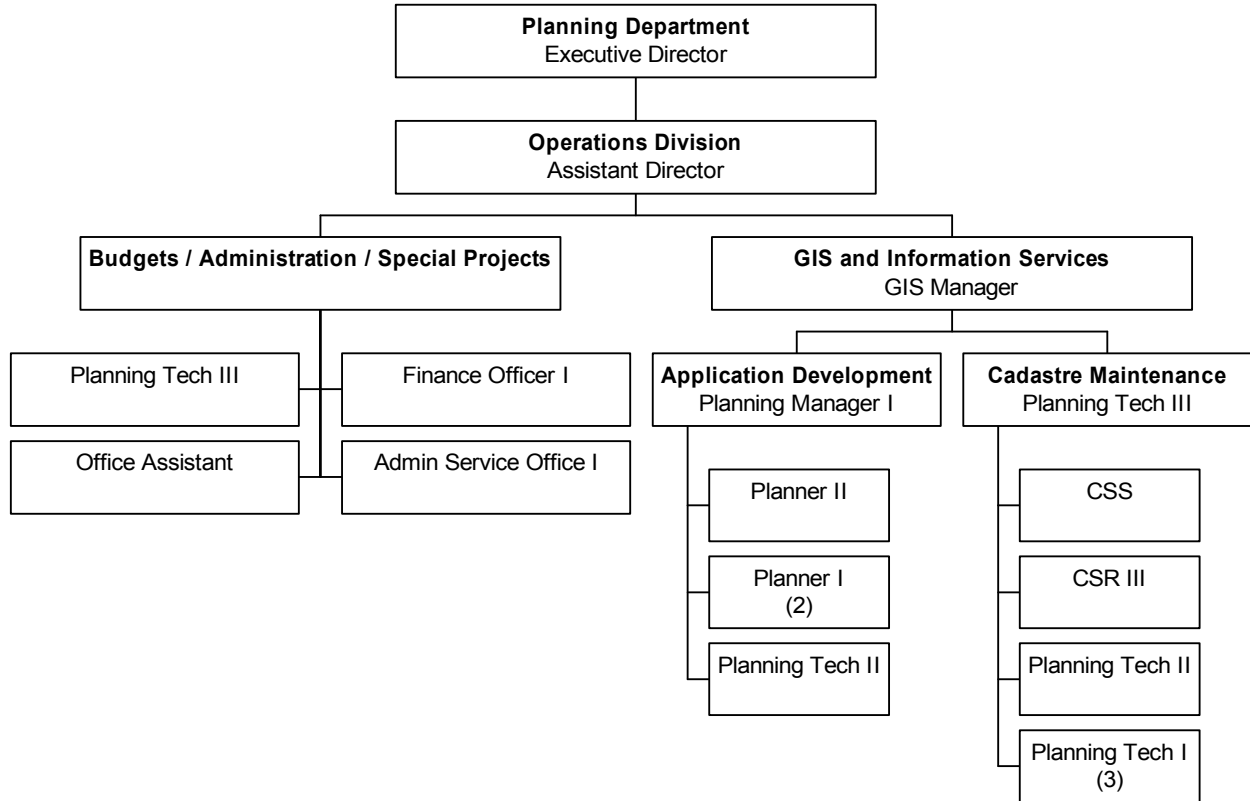 Planning Department
Executive Director
Operations Division
Assistant Director
Budgets / Administration / Special Projects
GIS and Information Services
GIS Manager
Planning Tech III
Finance Officer I
Office Assistant
Admin Service Office I
Application Development
Planning Manager I
Cadastre Maintenance
Planning Tech III
Planner II
Planner I
(2)
Planning Tech II
CSS
CSR III
Planning Tech II
Planning Tech I
(3)